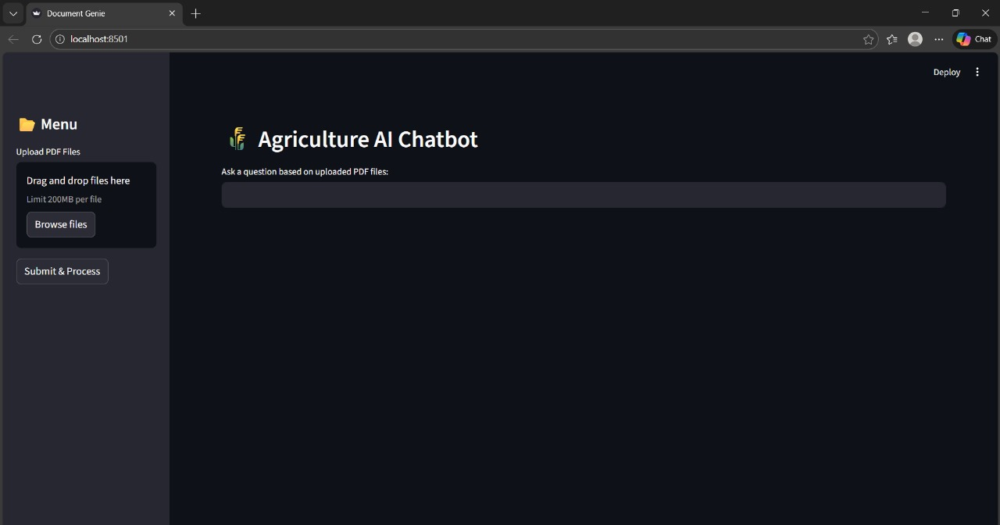 Document Genie
localhost:8501
Chat
Deploy
Menu
Upload PDF Files
Drag and drop files here
Limit 200MB per file
Browse files
Submit & Process
Agriculture AI Chatbot
Ask a question based on uploaded PDF files: